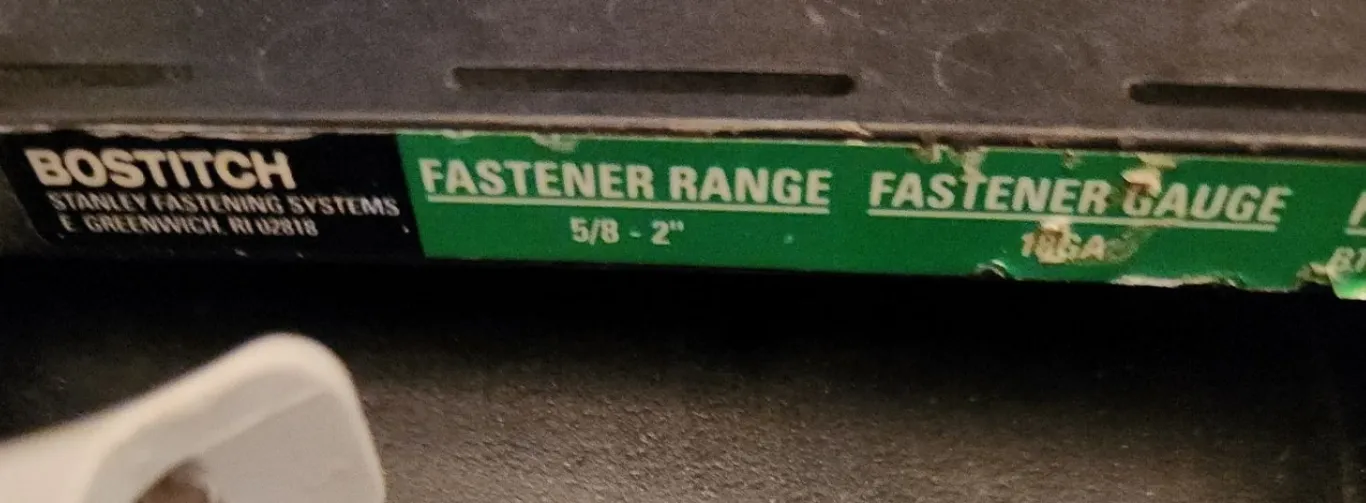 BOSTITCH
STANLEY FASTENING SYSTEMS
E. GREENWICH, RI 02818
FASTENER RANGE
5/8 - 2"
FASTENER GAUGE